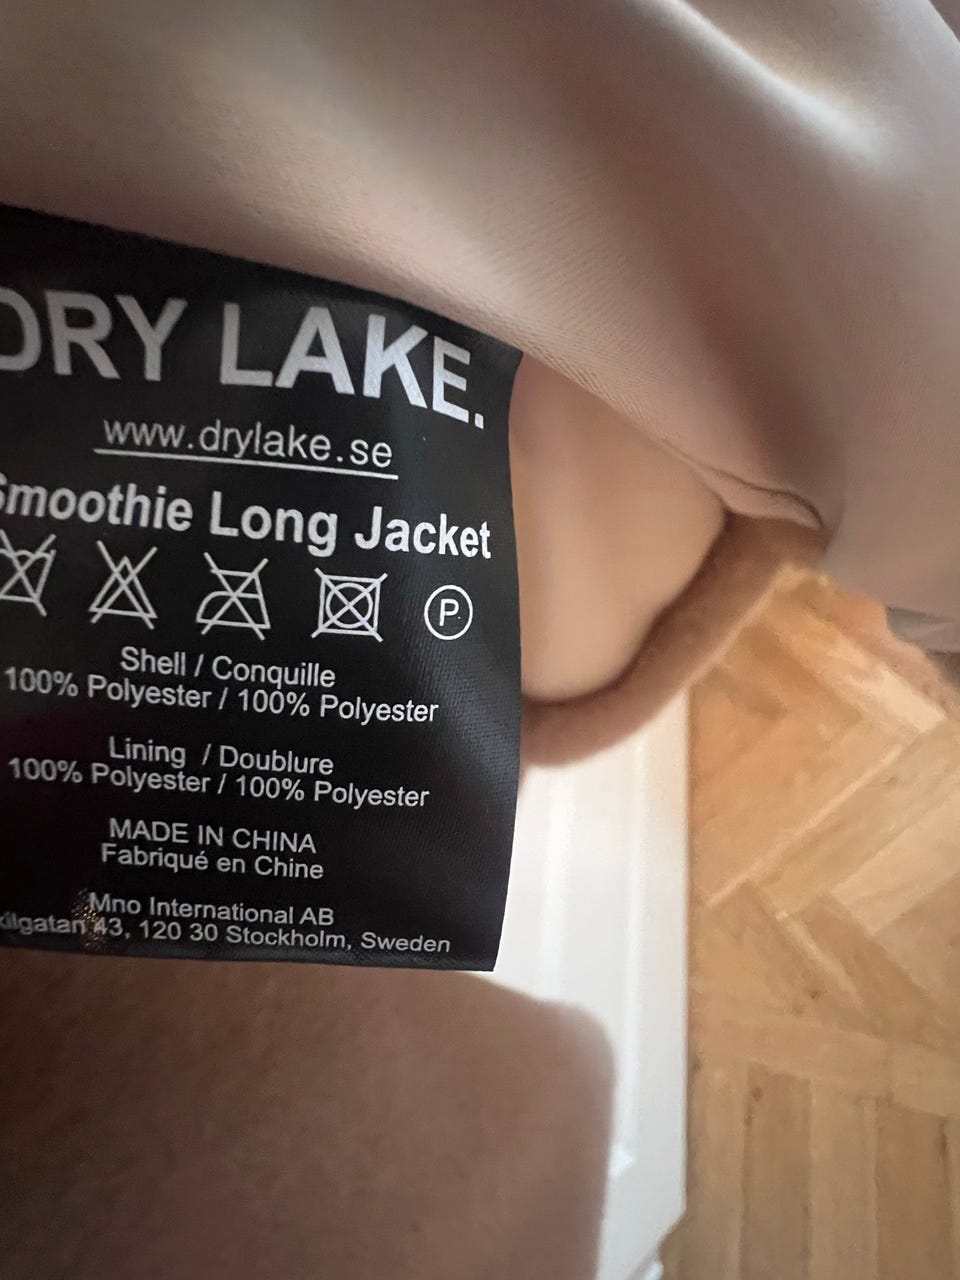 DRY LAKE.
www.drylake.se
Smoothie Long Jacket
P
Shell / Conquille
100% Polyester / 100% Polyester
Lining / Doublure
100% Polyester / 100% Polyester
MADE IN CHINA
Fabriqué en Chine
Mno International AB
43, 120 30 Stockholm, Sweden